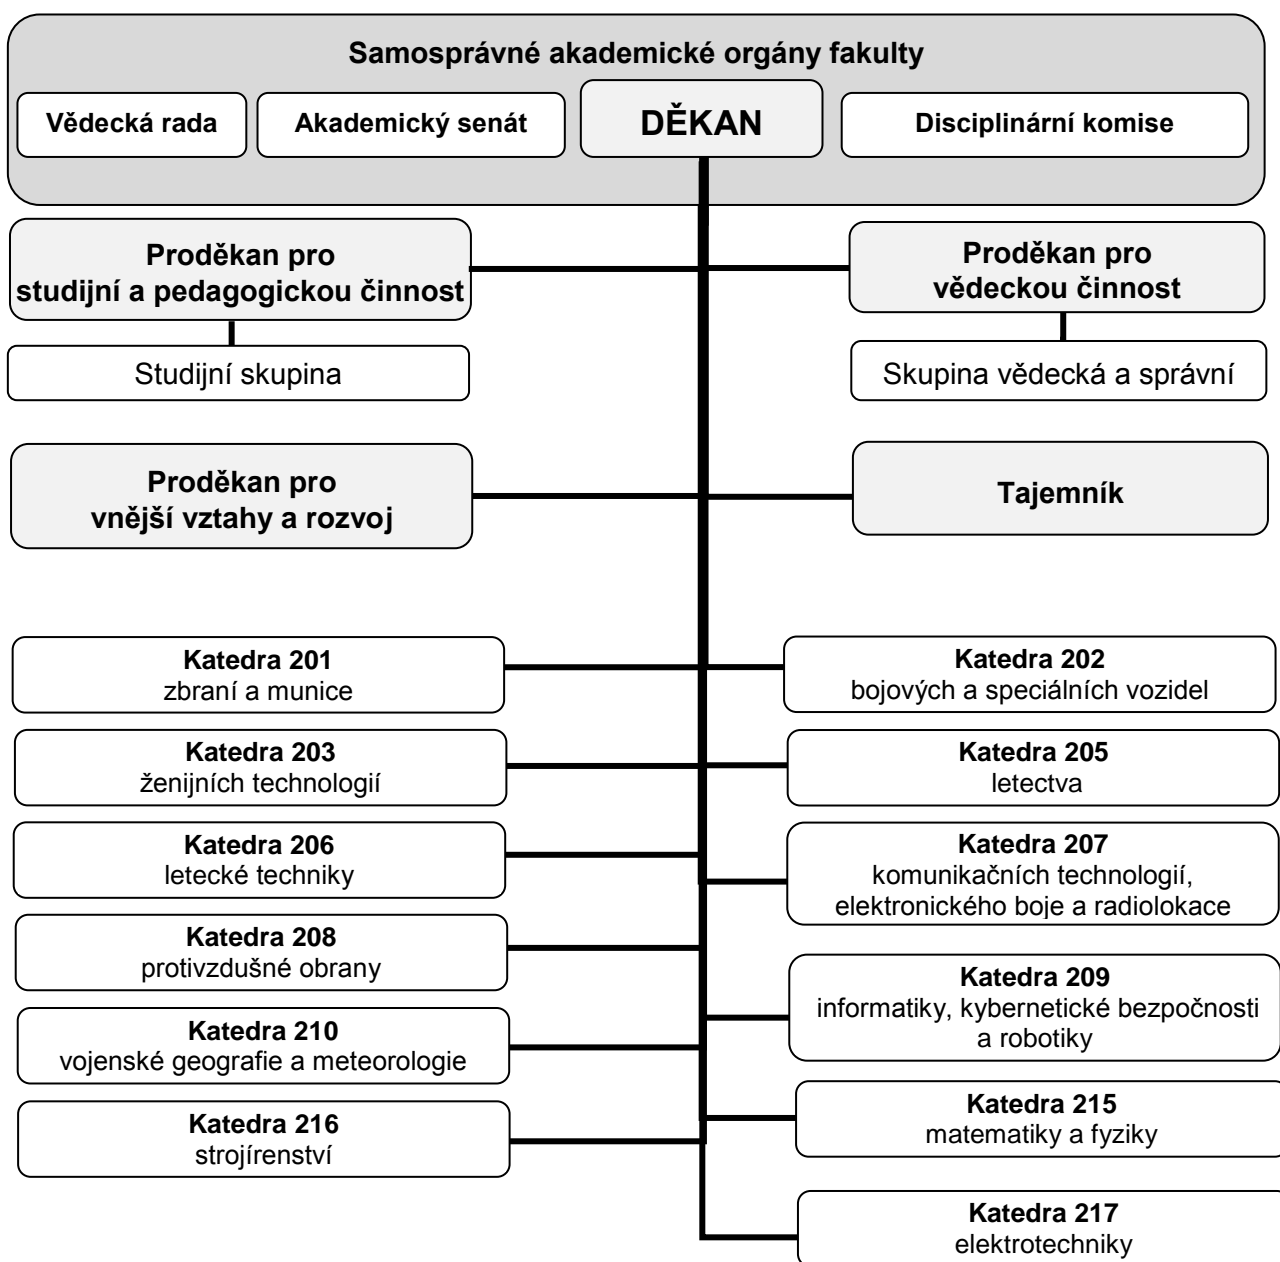 Samosprávné akademické orgány fakulty
Vědecká rada
Akademický senát
DĚKAN
Disciplinární komise
Proděkan pro
studijní a pedagogickou činnost
Proděkan pro
vědeckou činnost
Studijní skupina
Skupina vědecká a správní
Proděkan pro
vnější vztahy a rozvoj
Tajemník
Katedra 201
zbraní a munice
Katedra 202
bojových a speciálních vozidel
Katedra 203
ženijních technologií
Katedra 205
letectva
Katedra 206
letecké techniky
Katedra 207
komunikačních technologií,
elektronického boje a radiolokace
Katedra 208
protivzdušné obrany
Katedra 209
informatiky, kybernetické bezpočnosti
a robotiky
Katedra 210
vojenské geografie a meteorologie
Katedra 215
matematiky a fyziky
Katedra 216
strojírenství
Katedra 217
elektrotechniky